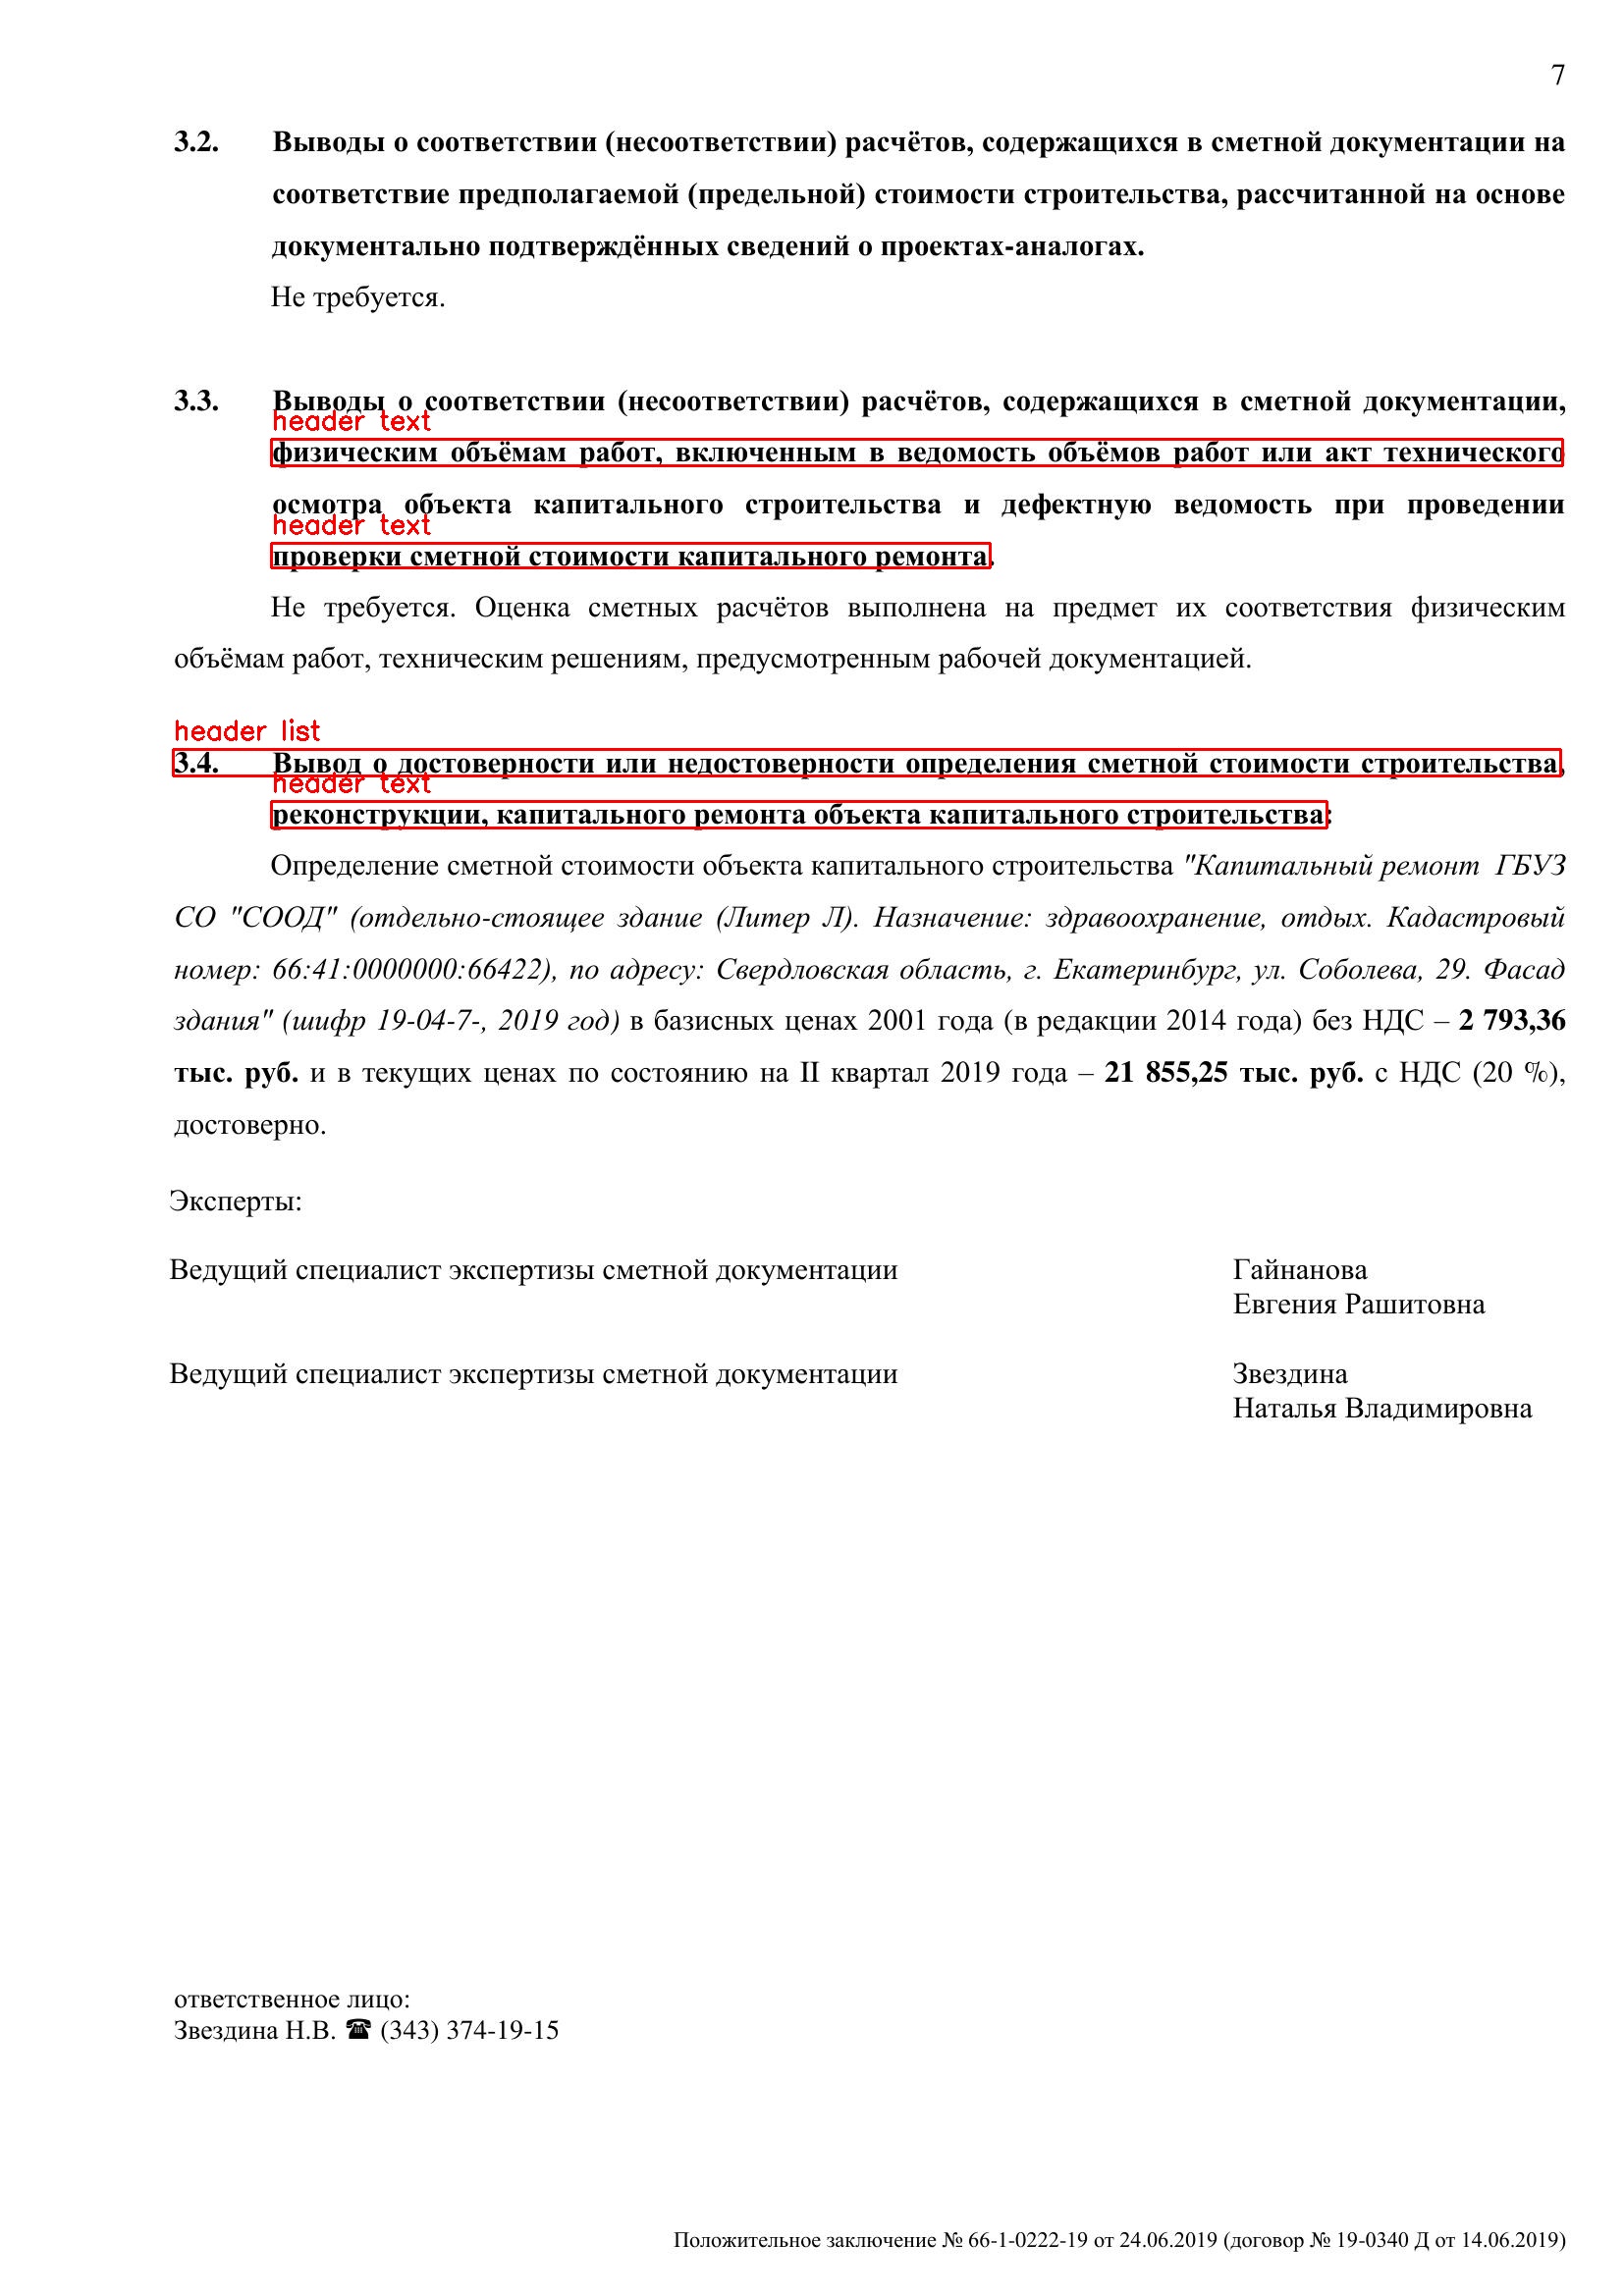 7
3.2. Выводы о соответствии (несоответствии) расчётов, содержащихся в сметной документации на
соответствие предполагаемой (предельной) стоимости строительства, рассчитанной на основе
документально подтверждённых сведений о проектах-аналогах.
Не требуется.
3.3. Выводы о соответствии (несоответствии) расчётов, содержащихся в сметной документации,
header text
физическим объёмам работ, включенным в ведомость объёмов работ или акт технического
осмотра объекта капитального строительства и дефектную ведомость при проведении
header text
проверки сметной стоимости капитального ремонта.
Не требуется. Оценка сметных расчётов выполнена на предмет их соответствия физическим
объёмам работ, техническим решениям, предусмотренным рабочей документацией.
header list
3.4. Вывод о достоверности или недостоверности определения сметной стоимости строительства,
header text
реконструкции, капитального ремонта объекта капитального строительства:
Определение сметной стоимости объекта капитального строительства "Капитальный ремонт ГБУЗ
СО "СООД" (отдельно-стоящее здание (Литер Л). Назначение: здравоохранение, отдых. Кадастровый
номер: 66:41:0000000:66422), по адресу: Свердловская область, г. Екатеринбург, ул. Соболева, 29. Фасад
здания" (шифр 19-04-7-, 2019 год) в базисных ценах 2001 года (в редакции 2014 года) без НДС – 2 793,36
тыс. руб. и в текущих ценах по состоянию на II квартал 2019 года – 21 855,25 тыс. руб. с НДС (20 %),
достоверно.
Эксперты:
Ведущий специалист экспертизы сметной документации Гайнанова
Евгения Рашитовна
Ведущий специалист экспертизы сметной документации Звездина
Наталья Владимировна
ответственное лицо:
Звездина Н.В. ☎ (343) 374-19-15
Положительное заключение № 66-1-0222-19 от 24.06.2019 (договор № 19-0340 Д от 14.06.2019)